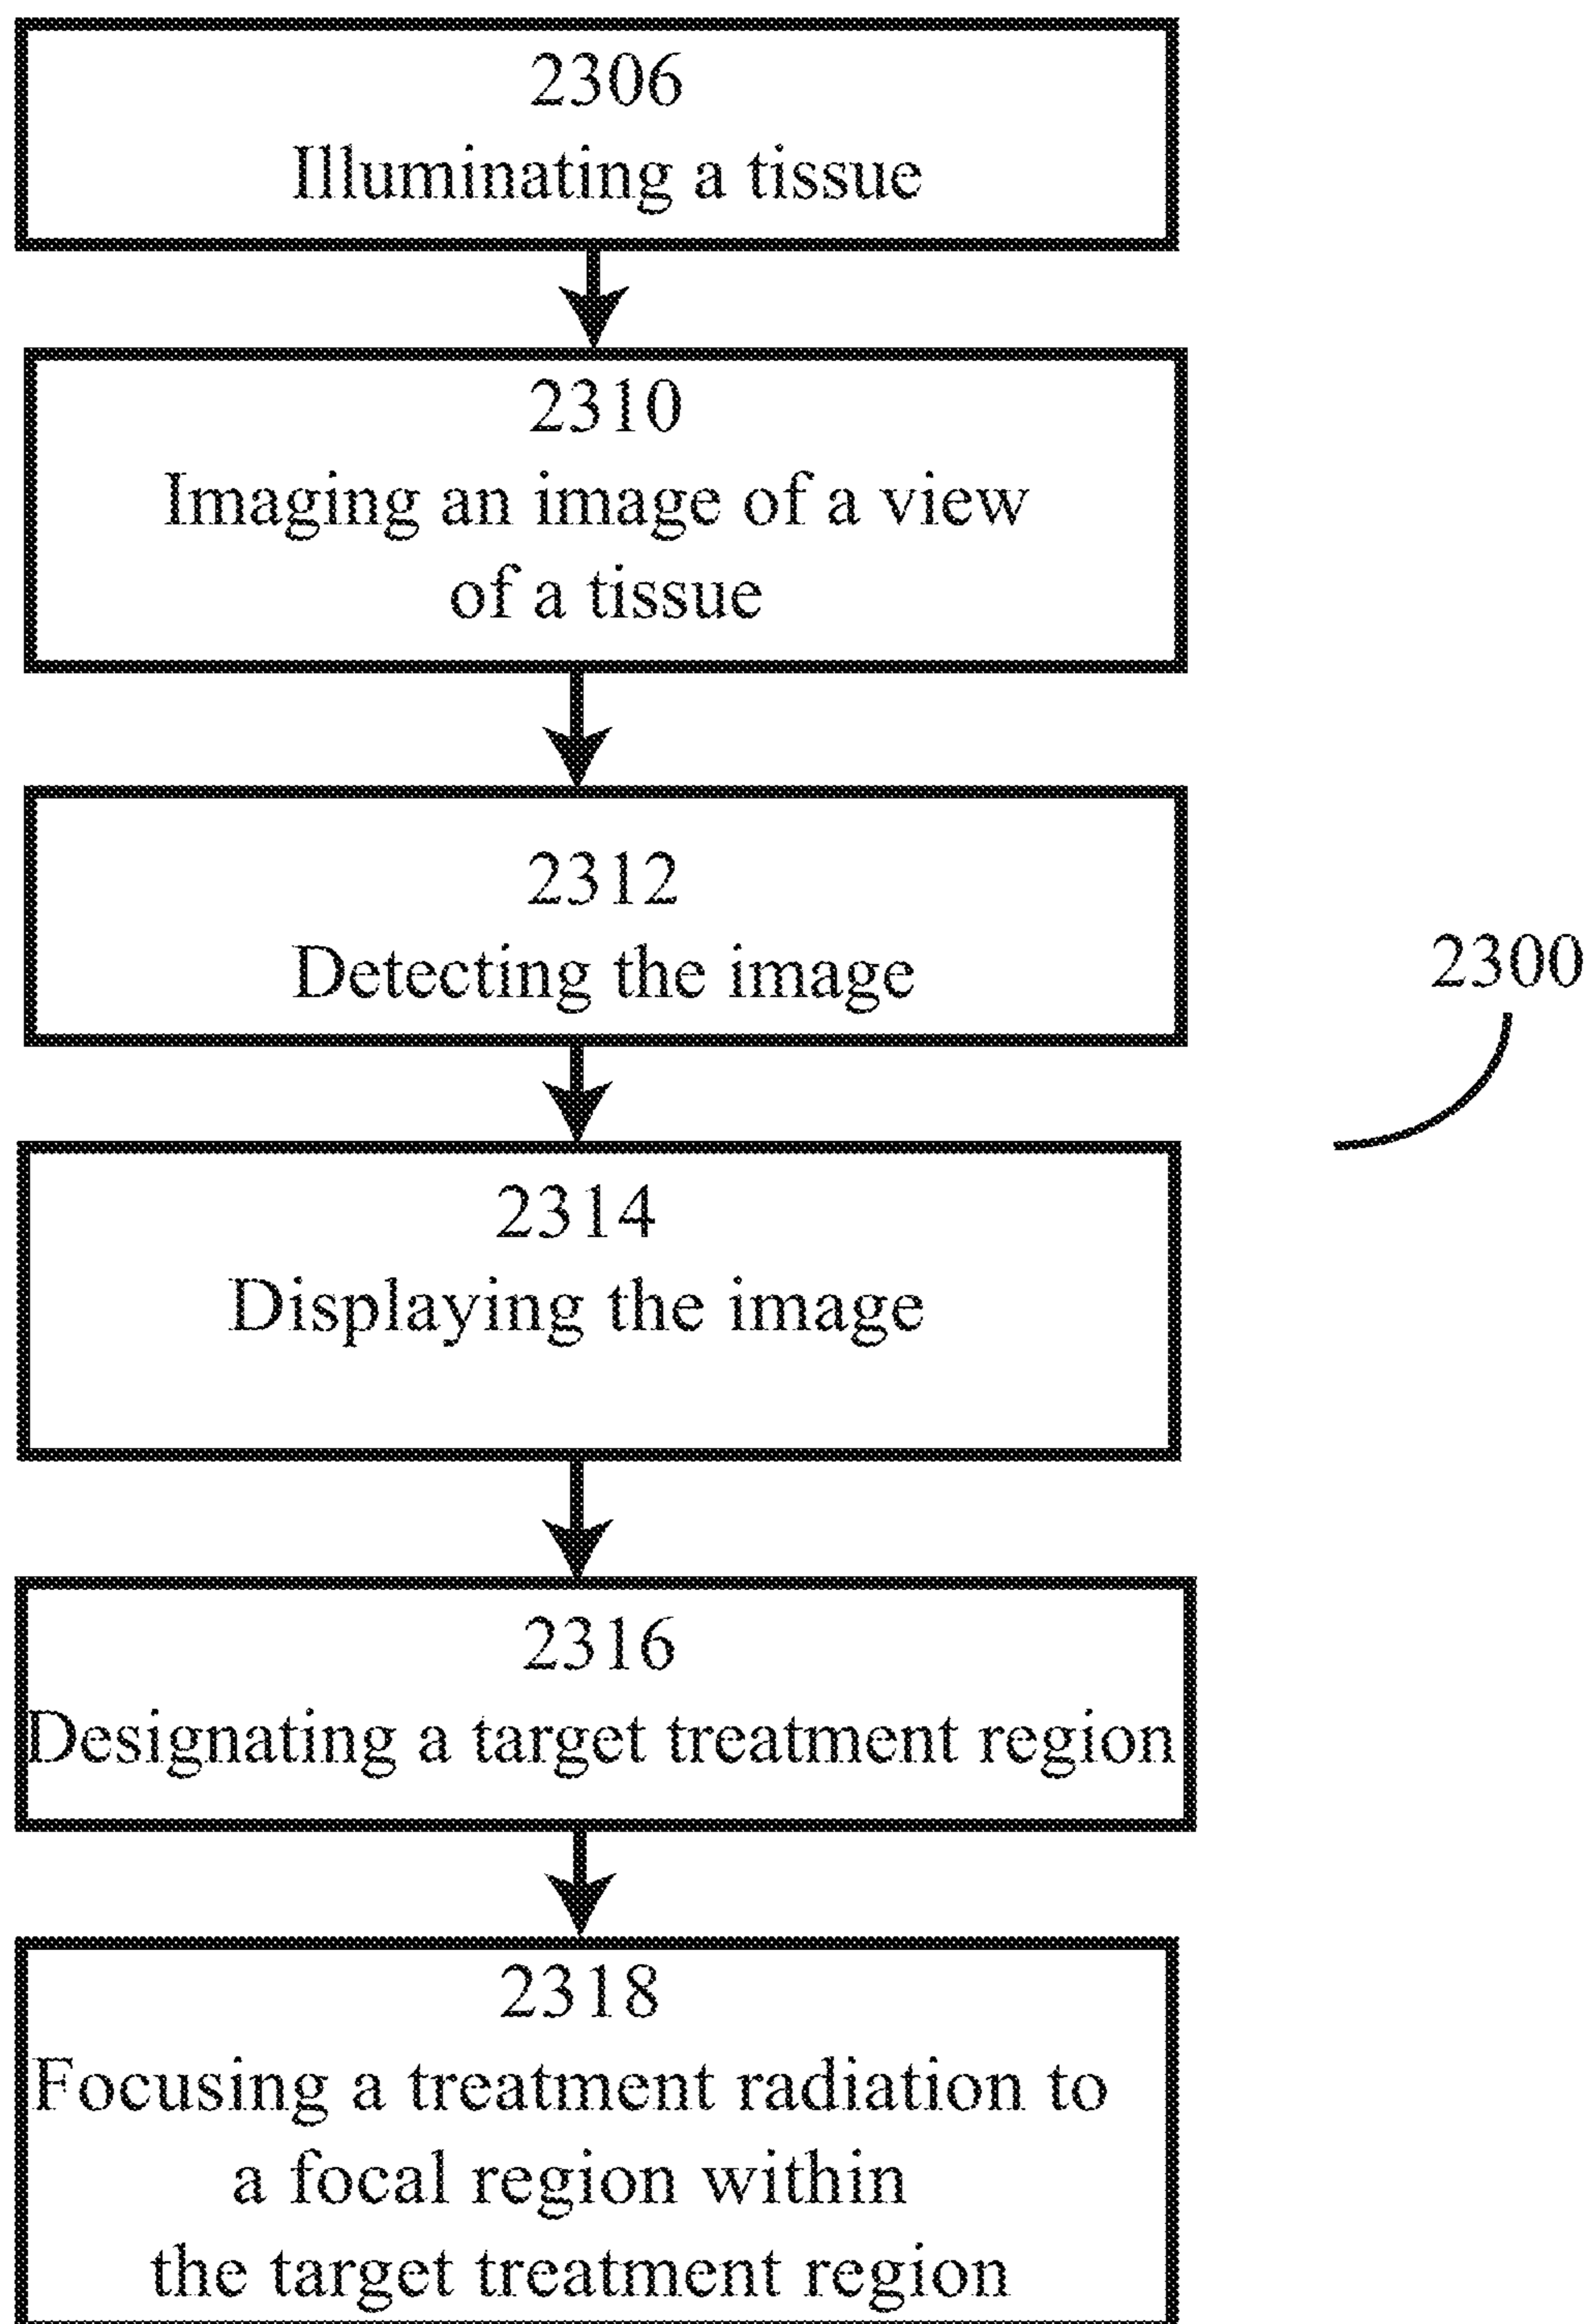 2306
Illuminating a tissue
2310
Imaging an image of a view
of a tissue
2312
Detecting the image
2300
2314
Displaying the image
2316
Designating a target treatment region
2318
Focusing a treatment radiation to
a focal region within
the target treatment region